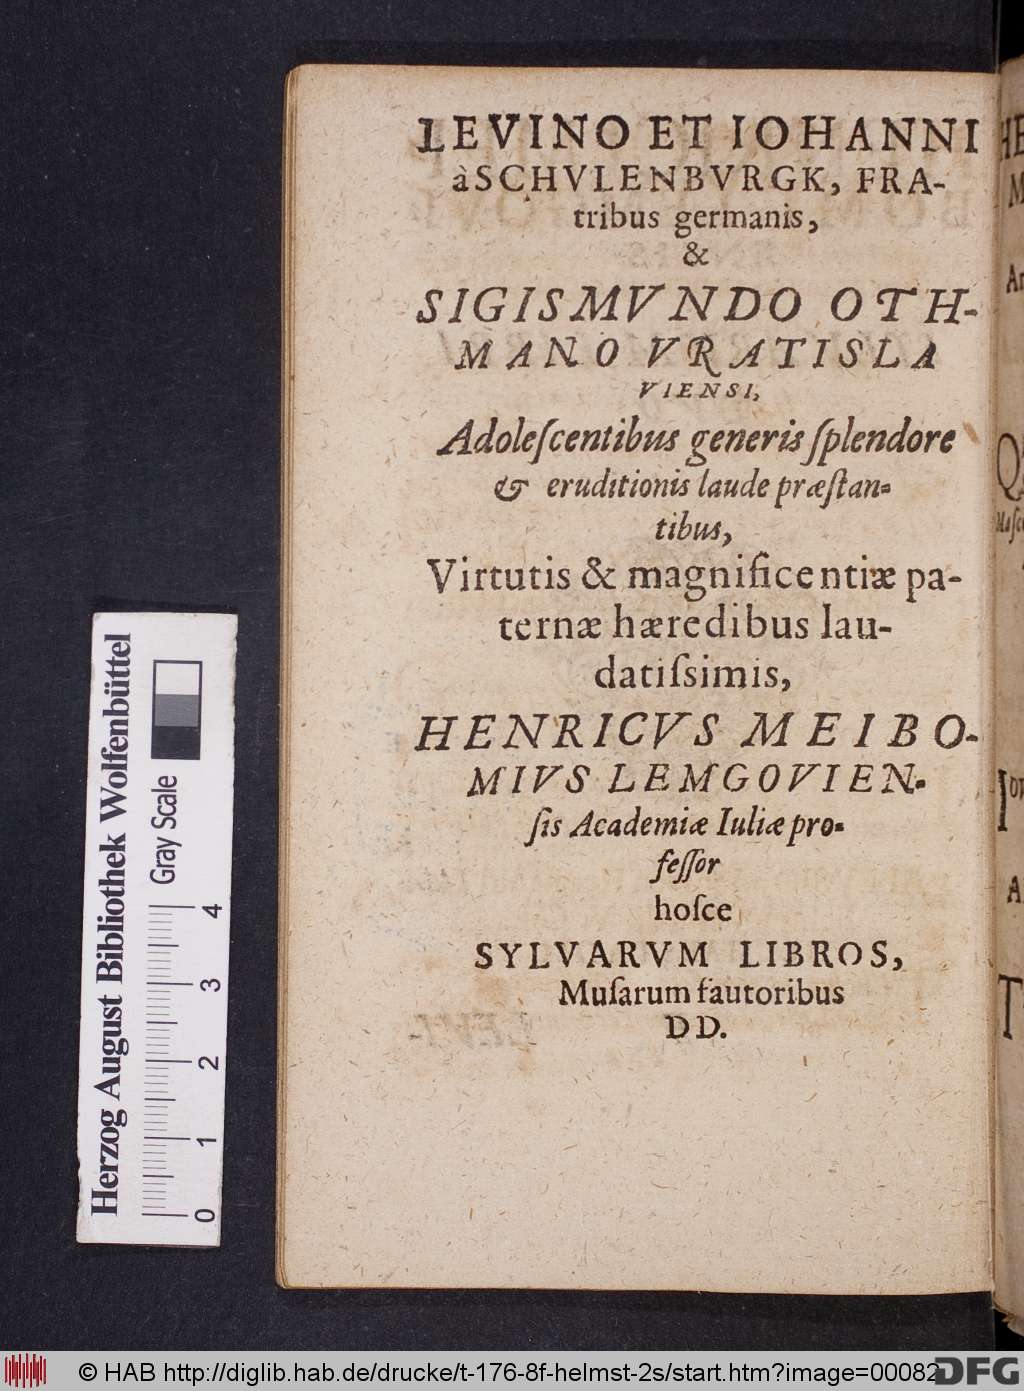 LEVINO ET IOHANNI
à SCHVLENBVRGK, FRA-
tribus germanis,
&
SIGISMVNDO OTH-
MANO VRATISLA
VIENSI,
Adoleſcentibus generis ſplendore
& eruditionis laude præſtan-
tibus,
Virtutis & magnificentiæ pa-
ternæ hæredibus lau-
datiſsimis,
HENRICVS MEIBO-
MIVS LEMGOVIEN-
ſis Academiæ Iuliæ pro-
feſſor
hoſce
SYLVARVM LIBROS,
Muſarum fautoribus
DD.
Herzog August Bibliothek Wolfenbüttel
Gray Scale
0 1 2 3 4
© HAB http://diglib.hab.de/drucke/t-176-8f-helmst-2s/start.htm?image=00082
DFG